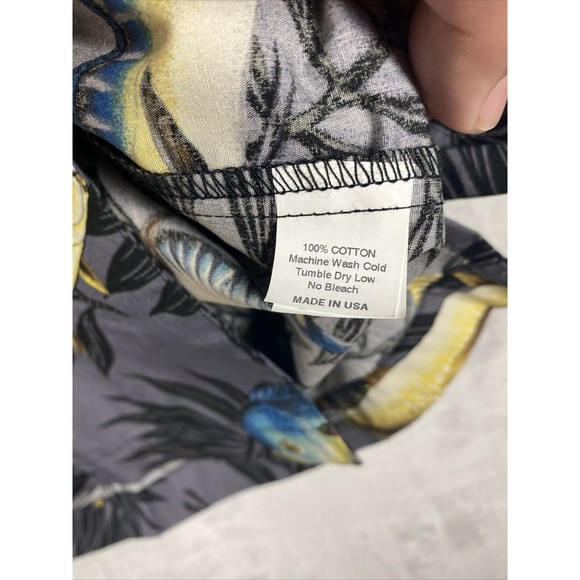 100% COTTON
Machine Wash Cold
Tumble Dry Low
No Bleach
MADE IN USA